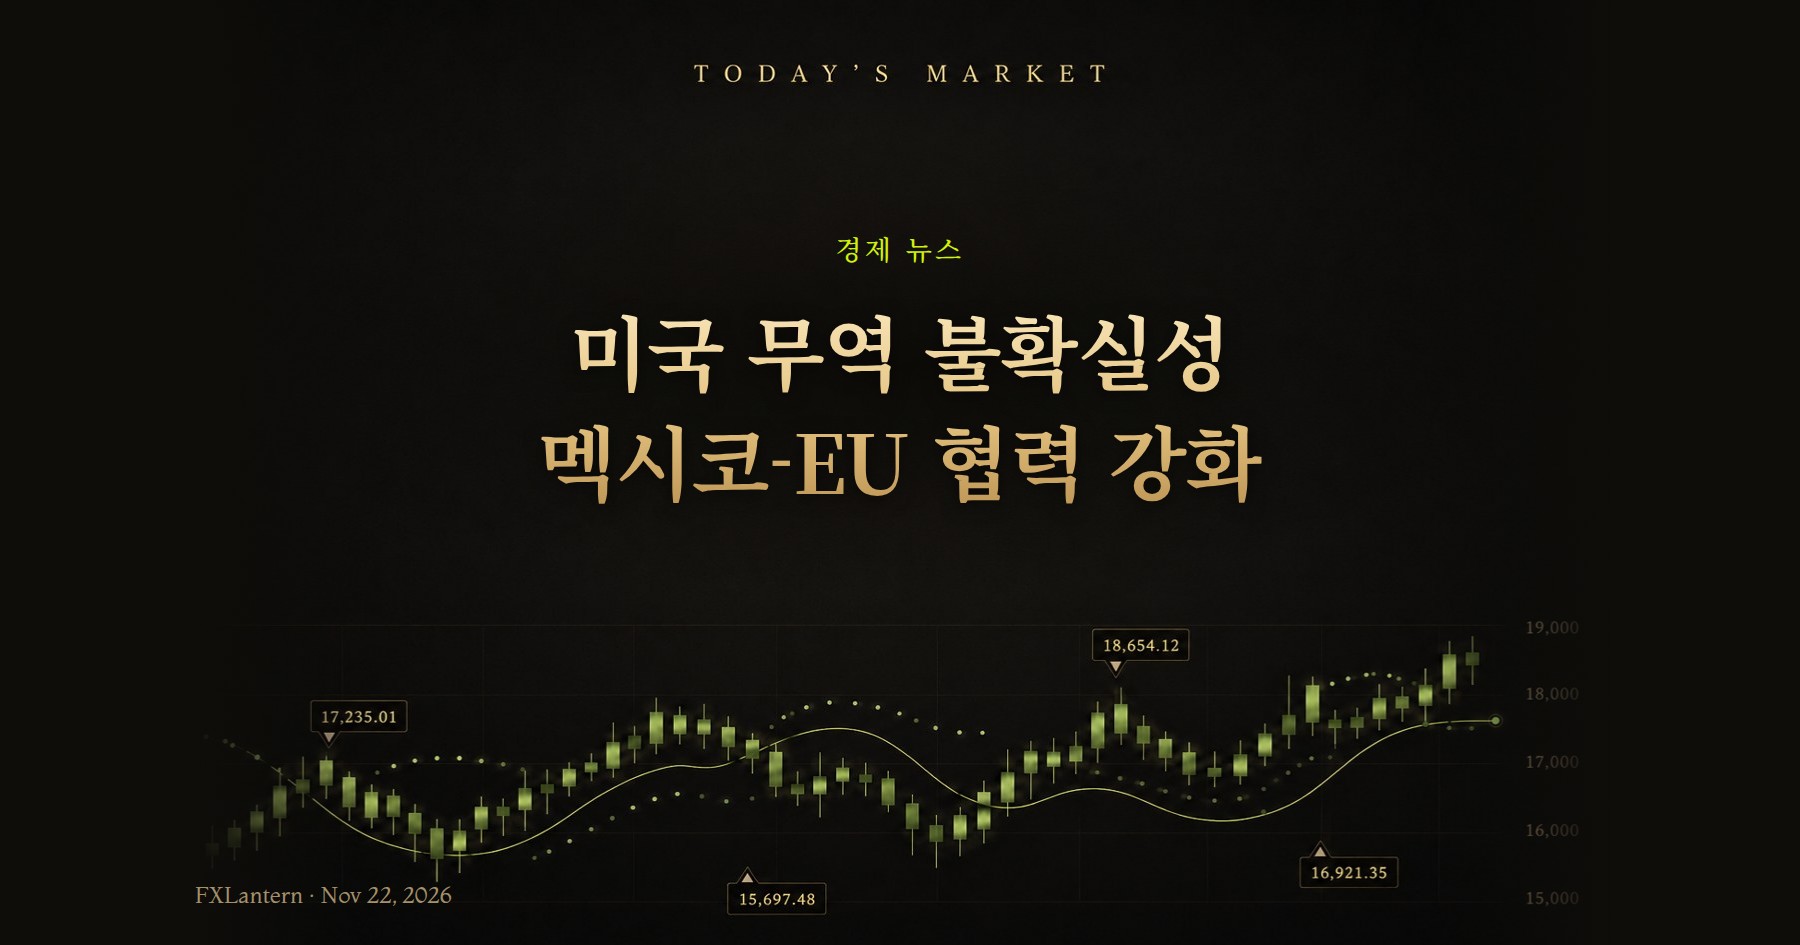 TODAY’S MARKET
경제 뉴스
미국 무역 불확실성
멕시코-EU 협력 강화
19,000
18,654.12
18,000
17,235.01
17,000
16,000
16,921.35
15,000
15,697.48
FXLantern · Nov 22, 2026